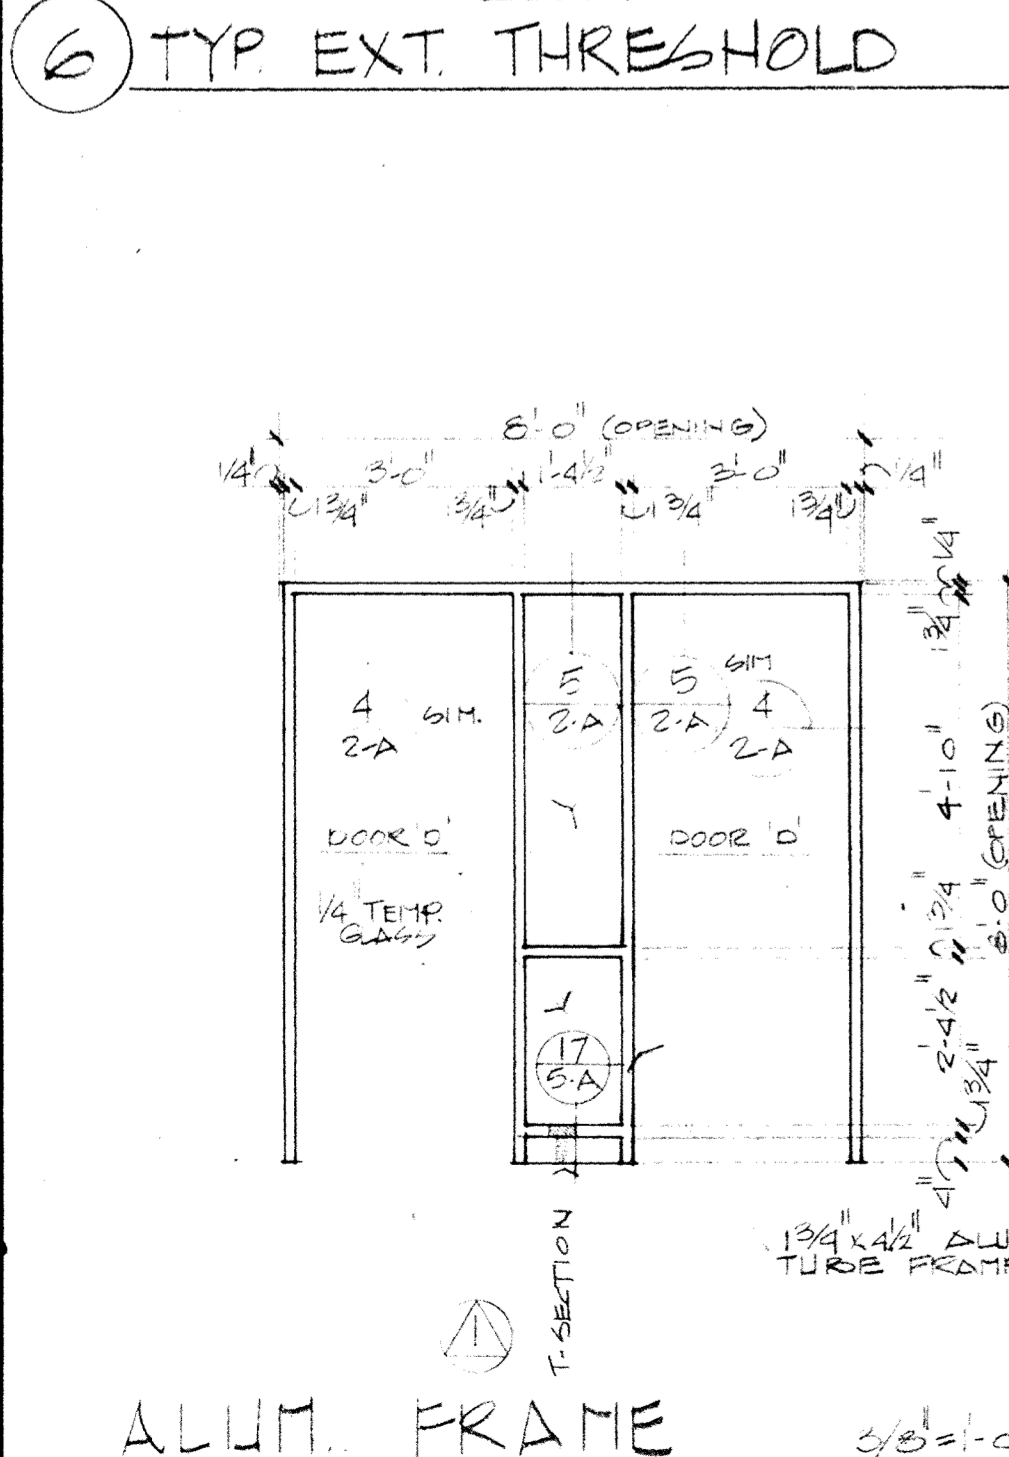 6 TYP. EXT. THRESHOLD
8'-0" (OPENING)
1/4" 3'-0" 1'-4 1/2" 3'-0" 1/4"
1 3/4" 1 3/4" 1 3/4" 1 3/4"
1/4"
1 3/4"
4
2-A
SIM.
5
2-A
5
2-A
SIM
4
2-A
4'-10"
8'-0" (OPENING)
DOOR 'D'
DOOR 'D'
1/4" TEMP.
GLASS
1 3/4"
2'-4 1/2"
17
5-A
1 3/4"
4"
T-SECTION
1 3/4" x 4 1/2" ALU
TUBE FRAME
1
ALUM. FRAME
3/8"=1'-0